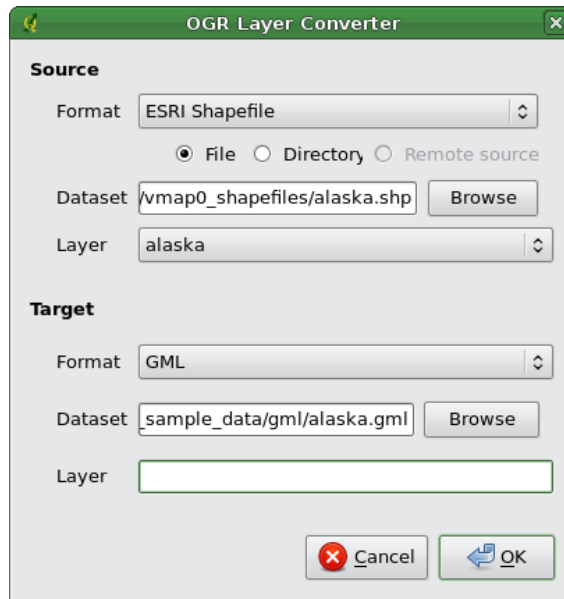 OGR Layer Converter
Source
Format ESRI Shapefile
File Directory Remote source
Dataset /vmap0_shapefiles/alaska.shp Browse
Layer alaska
Target
Format GML
Dataset _sample_data/gml/alaska.gml Browse
Layer
Cancel OK